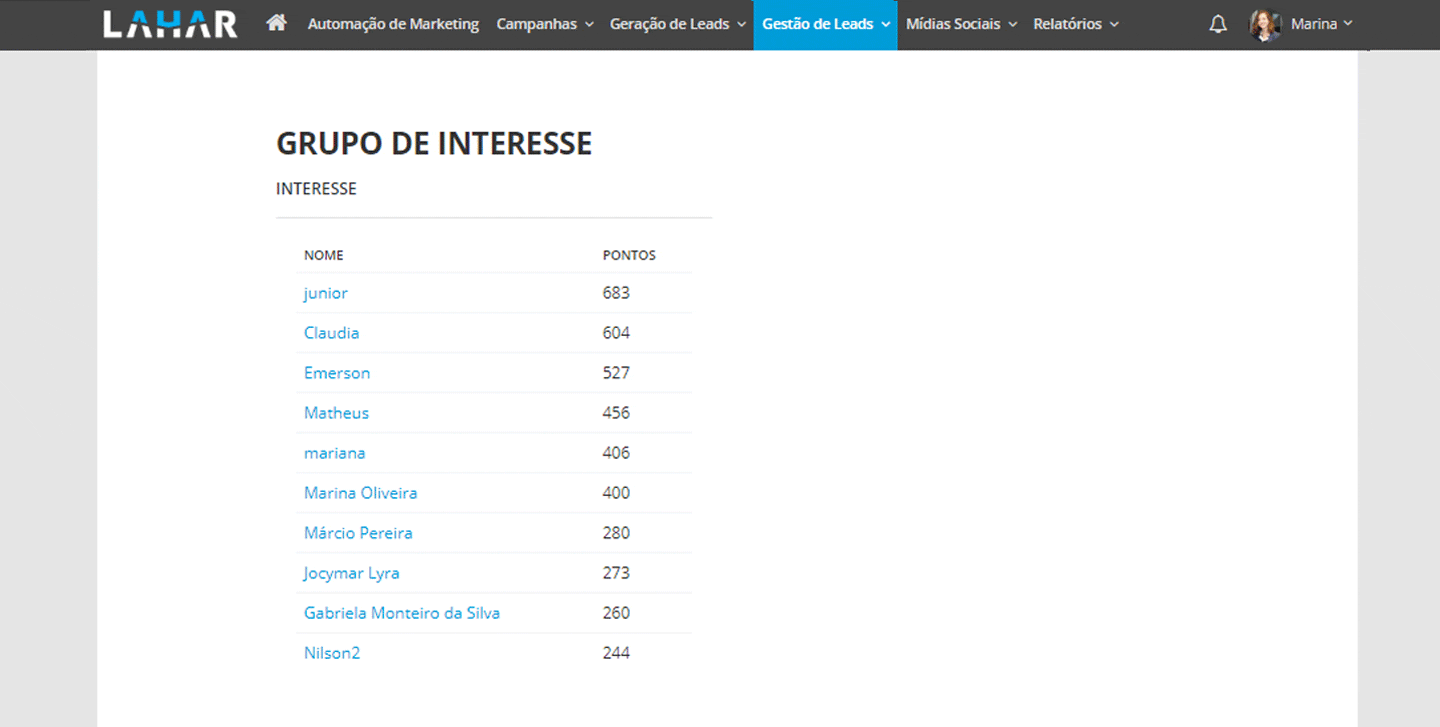 LAHAR Automação de Marketing Campanhas Geração de Leads Gestão de Leads Mídias Sociais Relatórios Marina
GRUPO DE INTERESSE
INTERESSE
NOME PONTOS
junior 683
Claudia 604
Emerson 527
Matheus 456
mariana 406
Marina Oliveira 400
Márcio Pereira 280
Jocymar Lyra 273
Gabriela Monteiro da Silva 260
Nilson2 244